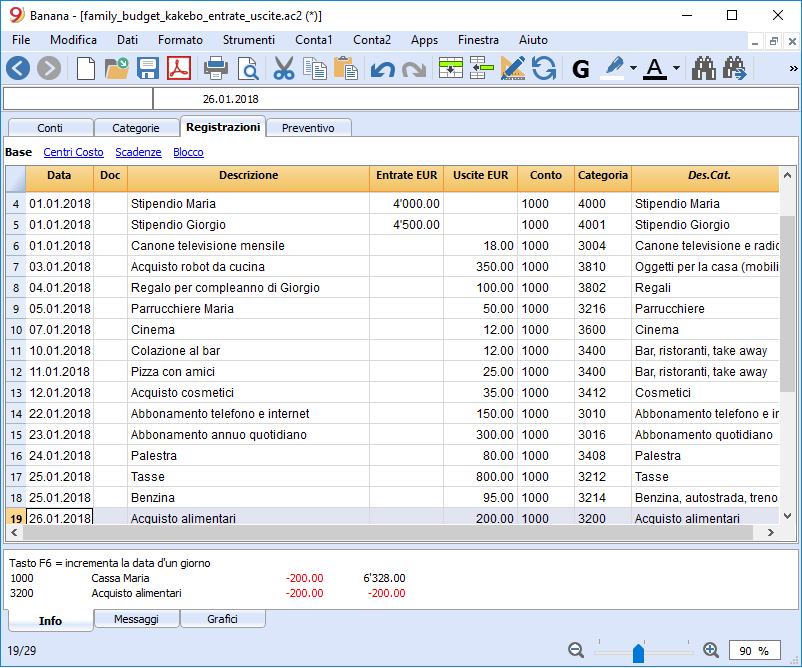 Banana - [family_budget_kakebo_entrate_uscite.ac2 (*)]
File Modifica Dati Formato Strumenti Conta1 Conta2 Apps Finestra Aiuto
G A »
26.01.2018
Conti Categorie Registrazioni Preventivo
Base Centri Costo Scadenze Blocco
Data Doc Descrizione Entrate EUR Uscite EUR Conto Categoria Des.Cat.
4 01.01.2018 Stipendio Maria 4'000.00 1000 4000 Stipendio Maria
5 01.01.2018 Stipendio Giorgio 4'500.00 1000 4001 Stipendio Giorgio
6 01.01.2018 Canone televisione mensile 18.00 1000 3004 Canone televisione e radio
7 03.01.2018 Acquisto robot da cucina 350.00 1000 3810 Oggetti per la casa (mobili
8 04.01.2018 Regalo per compleanno di Giorgio 100.00 1000 3802 Regali
9 05.01.2018 Parrucchiere Maria 50.00 1000 3216 Parrucchiere
10 07.01.2018 Cinema 12.00 1000 3600 Cinema
11 10.01.2018 Colazione al bar 12.00 1000 3400 Bar, ristoranti, take away
12 11.01.2018 Pizza con amici 25.00 1000 3400 Bar, ristoranti, take away
13 12.01.2018 Acquisto cosmetici 35.00 1000 3412 Cosmetici
14 22.01.2018 Abbonamento telefono e internet 150.00 1000 3010 Abbonamento telefono e ir
15 23.01.2018 Abbonamento annuo quotidiano 300.00 1000 3016 Abbonamento quotidiano
16 24.01.2018 Palestra 80.00 1000 3408 Palestra
17 25.01.2018 Tasse 800.00 1000 3212 Tasse
18 25.01.2018 Benzina 95.00 1000 3214 Benzina, autostrada, treno
19 26.01.2018 Acquisto alimentari 200.00 1000 3200 Acquisto alimentari
Tasto F6 = incrementa la data d'un giorno
1000 Cassa Maria -200.00 6'328.00
3200 Acquisto alimentari -200.00 -200.00
Info Messaggi Grafici
19/29 90 %